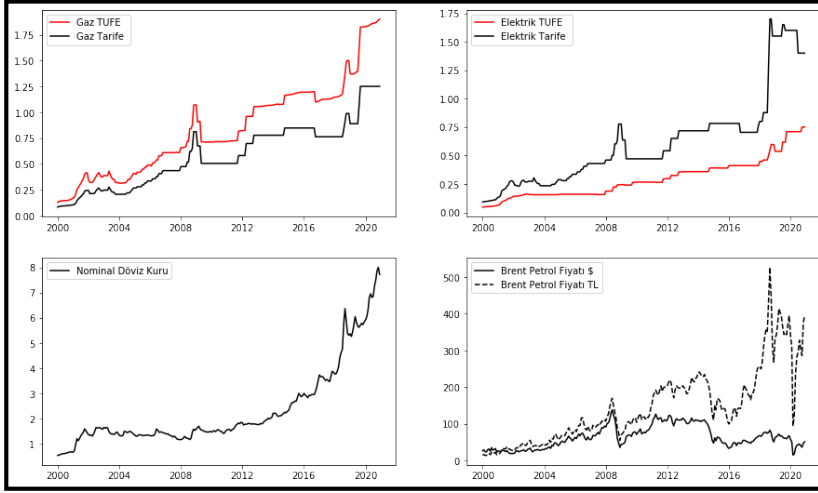 Gaz TUFE
Gaz Tarife
1.75
1.50
1.25
1.00
0.75
0.50
0.25
0.00
2000 2004 2008 2012 2016 2020
Elektrik TUFE
Elektrik Tarife
1.75
1.50
1.25
1.00
0.75
0.50
0.25
0.00
2000 2004 2008 2012 2016 2020
Nominal Döviz Kuru
8
7
6
5
4
3
2
1
2000 2004 2008 2012 2016 2020
Brent Petrol Fiyatı $
Brent Petrol Fiyatı TL
500
400
300
200
100
0
2000 2004 2008 2012 2016 2020